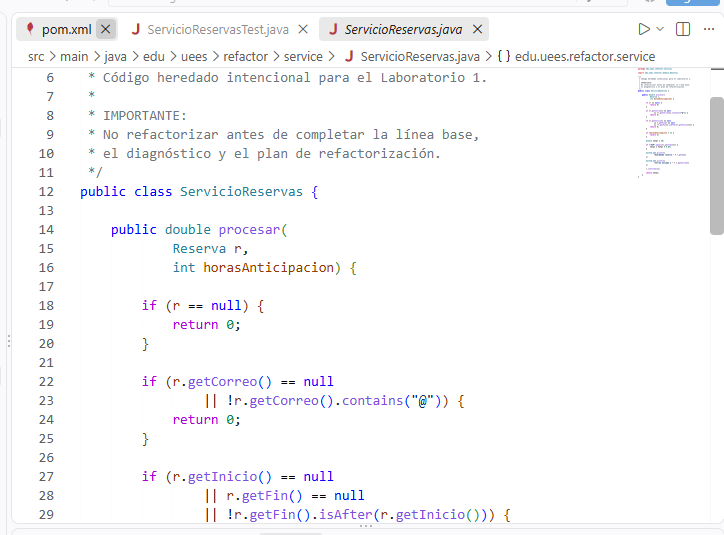 pom.xml ServicioReservasTest.java ServicioReservas.java
src > main > java > edu > uees > refactor > service > ServicioReservas.java > {} edu.uees.refactor.service
6 * Código heredado intencional para el Laboratorio 1.
7 *
8 * IMPORTANTE:
9 * No refactorizar antes de completar la línea base,
10 * el diagnóstico y el plan de refactorización.
11 */
12 public class ServicioReservas {
13
14 public double procesar(
15 Reserva r,
16 int horasAnticipacion) {
17
18 if (r == null) {
19 return 0;
20 }
21
22 if (r.getCorreo() == null
23 || !r.getCorreo().contains("@")) {
24 return 0;
25 }
26
27 if (r.getInicio() == null
28 || r.getFin() == null
29 || !r.getFin().isAfter(r.getInicio())) {